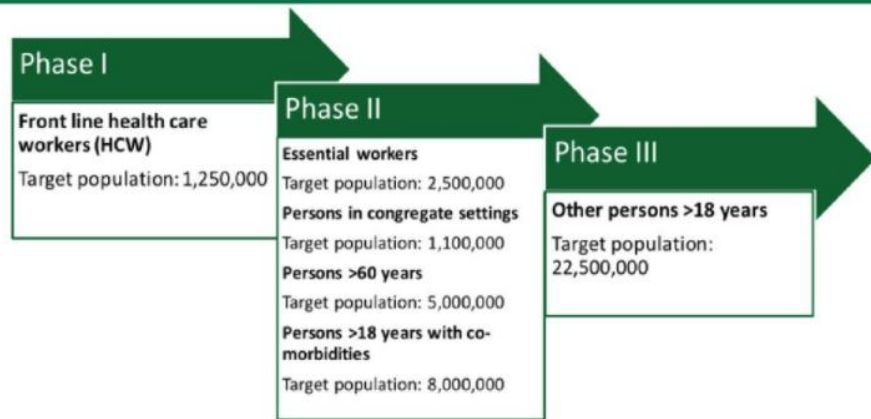 Phase I
Front line health care
workers (HCW)
Target population: 1,250,000
Phase II
Essential workers
Target population: 2,500,000
Persons in congregate settings
Target population: 1,100,000
Persons >60 years
Target population: 5,000,000
Persons >18 years with co-
morbidities
Target population: 8,000,000
Phase III
Other persons >18 years
Target population:
22,500,000